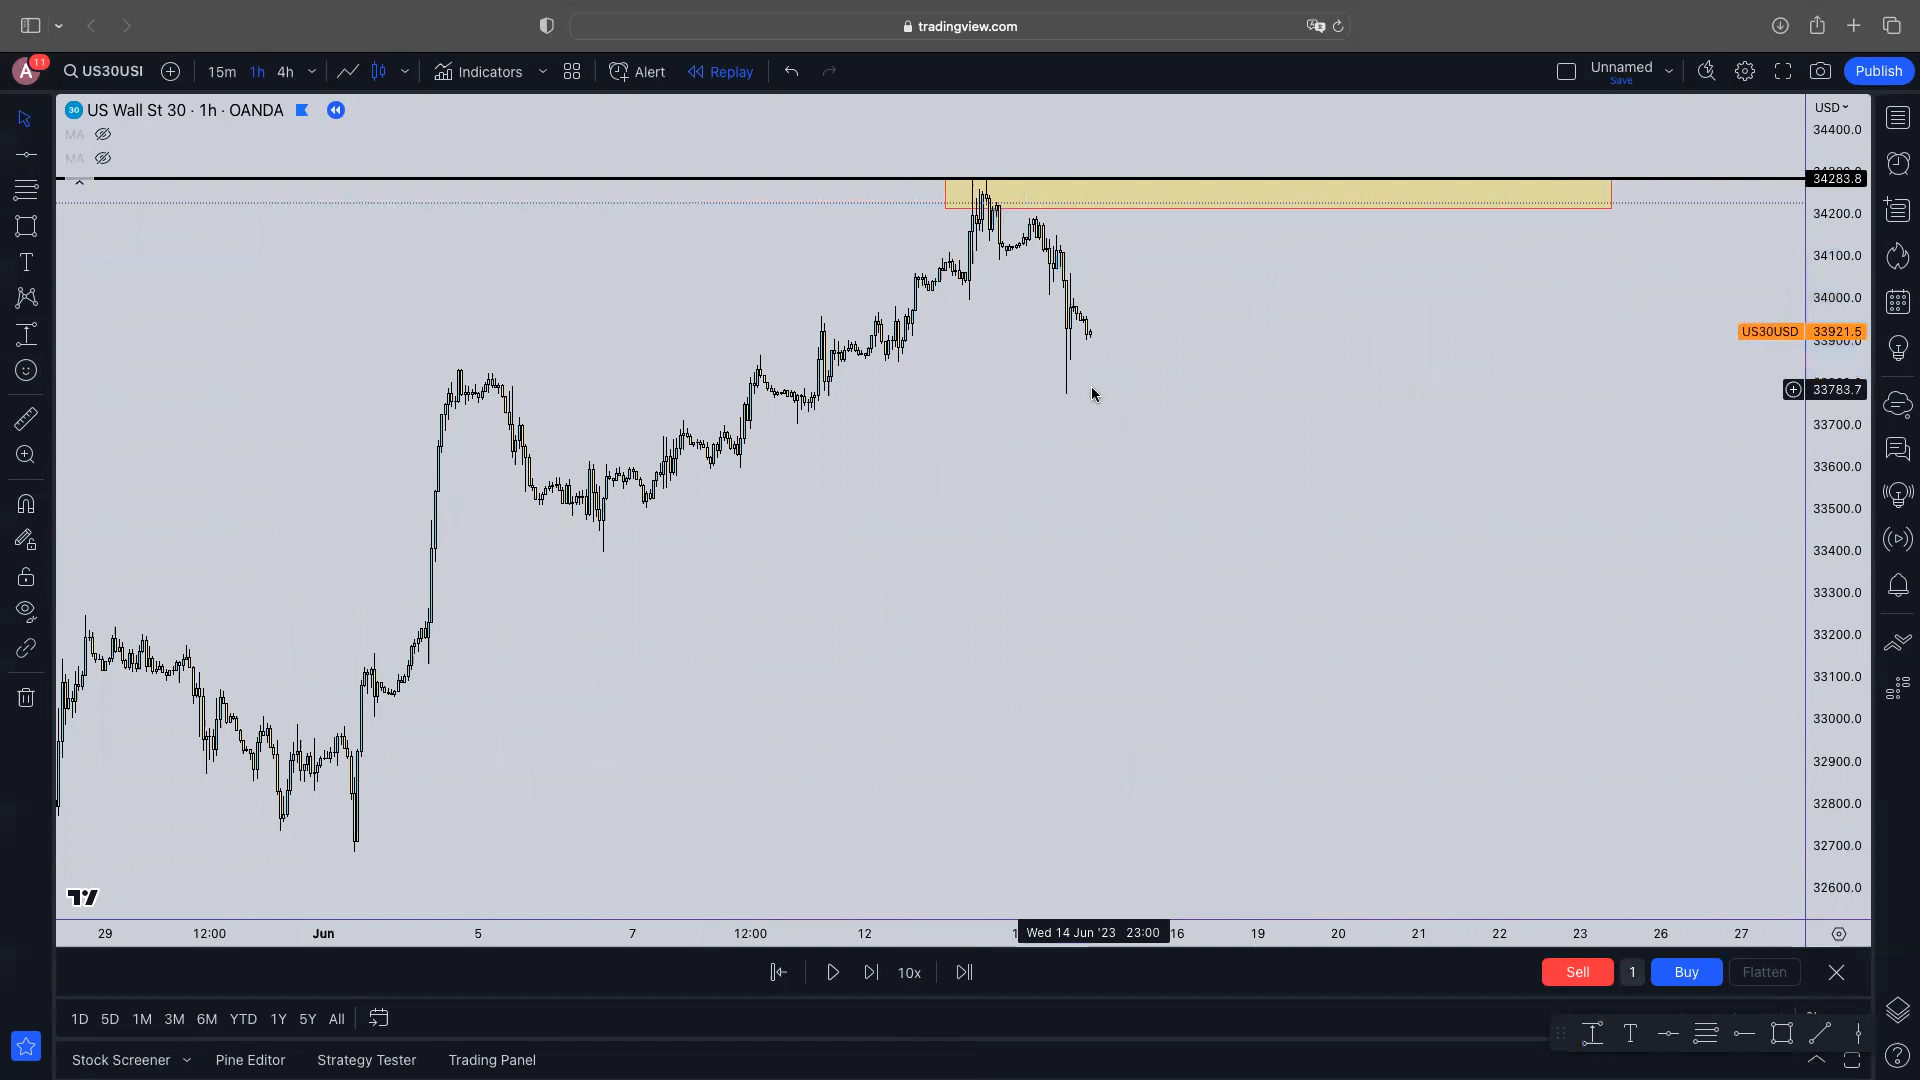 tradingview.com
A 11 US30USI 15m 1h 4h Indicators Alert Replay Unnamed Save Publish
30 US Wall St 30 · 1h · OANDA
MA
MA
USD
34400.0
34283.8
34200.0
34100.0
34000.0
US30USD 33921.5
33783.7
33700.0
33600.0
33500.0
33400.0
33300.0
33200.0
33100.0
33000.0
32900.0
32800.0
32700.0
32600.0
29 12:00 Jun 5 7 12:00 12 Wed 14 Jun '23 23:00 16 19 20 21 22 23 26 27
10x Sell 1 Buy Flatten
1D 5D 1M 3M 6M YTD 1Y 5Y All
Stock Screener Pine Editor Strategy Tester Trading Panel